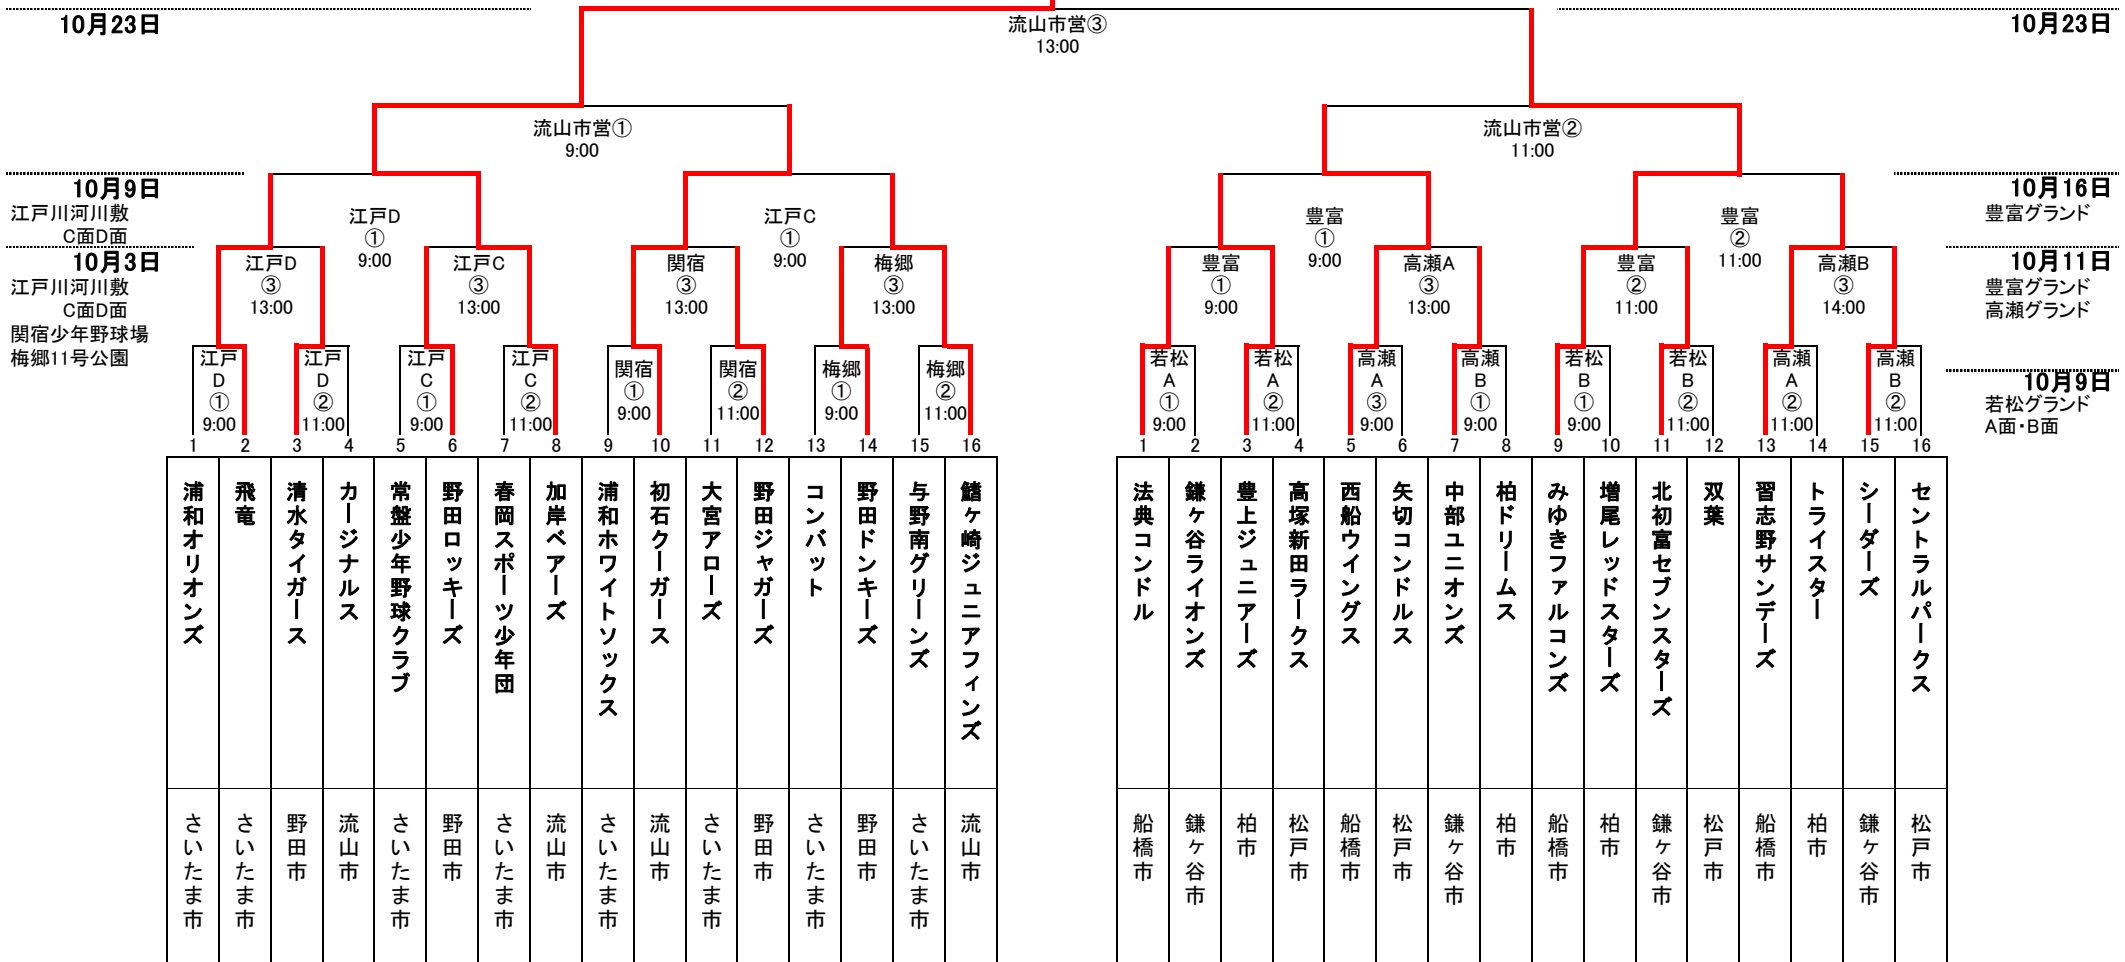 10月23日
流山市営③
13:00
10月23日
流山市営①
9:00
流山市営②
11:00
10月9日
江戸川河川敷
C面D面
江戸D
①
9:00
江戸C
①
9:00
豊富
①
9:00
豊富
②
11:00
10月16日
豊富グランド
10月3日
江戸川河川敷
C面D面
関宿少年野球場
梅郷11号公園
江戸D
③
13:00
江戸C
③
13:00
関宿
③
13:00
梅郷
③
13:00
豊富
①
9:00
高瀬A
③
13:00
豊富
②
11:00
高瀬B
③
14:00
10月11日
豊富グランド
高瀬グランド
江戸
D
①
9:00
江戸
D
②
11:00
江戸
C
①
9:00
江戸
C
②
11:00
関宿
①
9:00
関宿
②
11:00
梅郷
①
9:00
梅郷
②
11:00
若松
A
①
9:00
若松
A
②
11:00
高瀬
A
③
9:00
高瀬
B
①
9:00
若松
B
①
9:00
若松
B
②
11:00
高瀬
A
②
11:00
高瀬
B
②
11:00
10月9日
若松グランド
A面・B面
1 2 3 4 5 6 7 8 9 10 11 12 13 14 15 16
1 2 3 4 5 6 7 8 9 10 11 12 13 14 15 16
浦和オリオンズ
飛竜
清水タイガース
カージナルス
常盤少年野球クラブ
野田ロッキーズ
春岡スポーツ少年団
加岸ベアーズ
浦和ホワイトソックス
初石クーガース
大宮アローズ
野田ジャガーズ
コンバット
野田ドンキーズ
与野南グリーンズ
鰭ヶ崎ジュニアフィンズ
法典コンドル
鎌ヶ谷ライオンズ
豊上ジュニアーズ
高塚新田ラークス
西船ウイングス
矢切コンドルス
中部ユニオンズ
柏ドリームス
みゆきファルコンズ
増尾レッドスターズ
北初富セブンスターズ
双葉
習志野サンデーズ
トライスター
シーダーズ
セントラルパークス
さいたま市
さいたま市
野田市
流山市
さいたま市
野田市
さいたま市
流山市
さいたま市
流山市
さいたま市
野田市
さいたま市
野田市
さいたま市
流山市
船橋市
鎌ヶ谷市
柏市
松戸市
船橋市
松戸市
鎌ヶ谷市
柏市
船橋市
柏市
鎌ヶ谷市
松戸市
船橋市
柏市
鎌ヶ谷市
松戸市